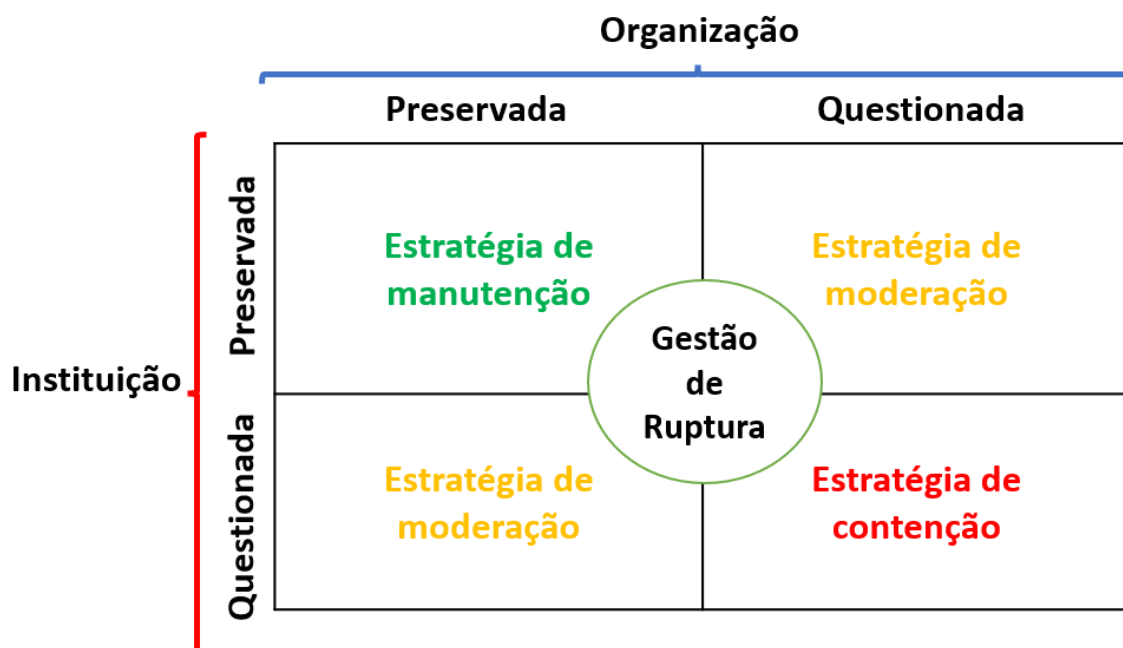 Organização
Preservada
Questionada
Instituição
Preservada
Questionada
Estratégia de
manutenção
Estratégia de
moderação
Gestão
de
Ruptura
Estratégia de
moderação
Estratégia de
contenção